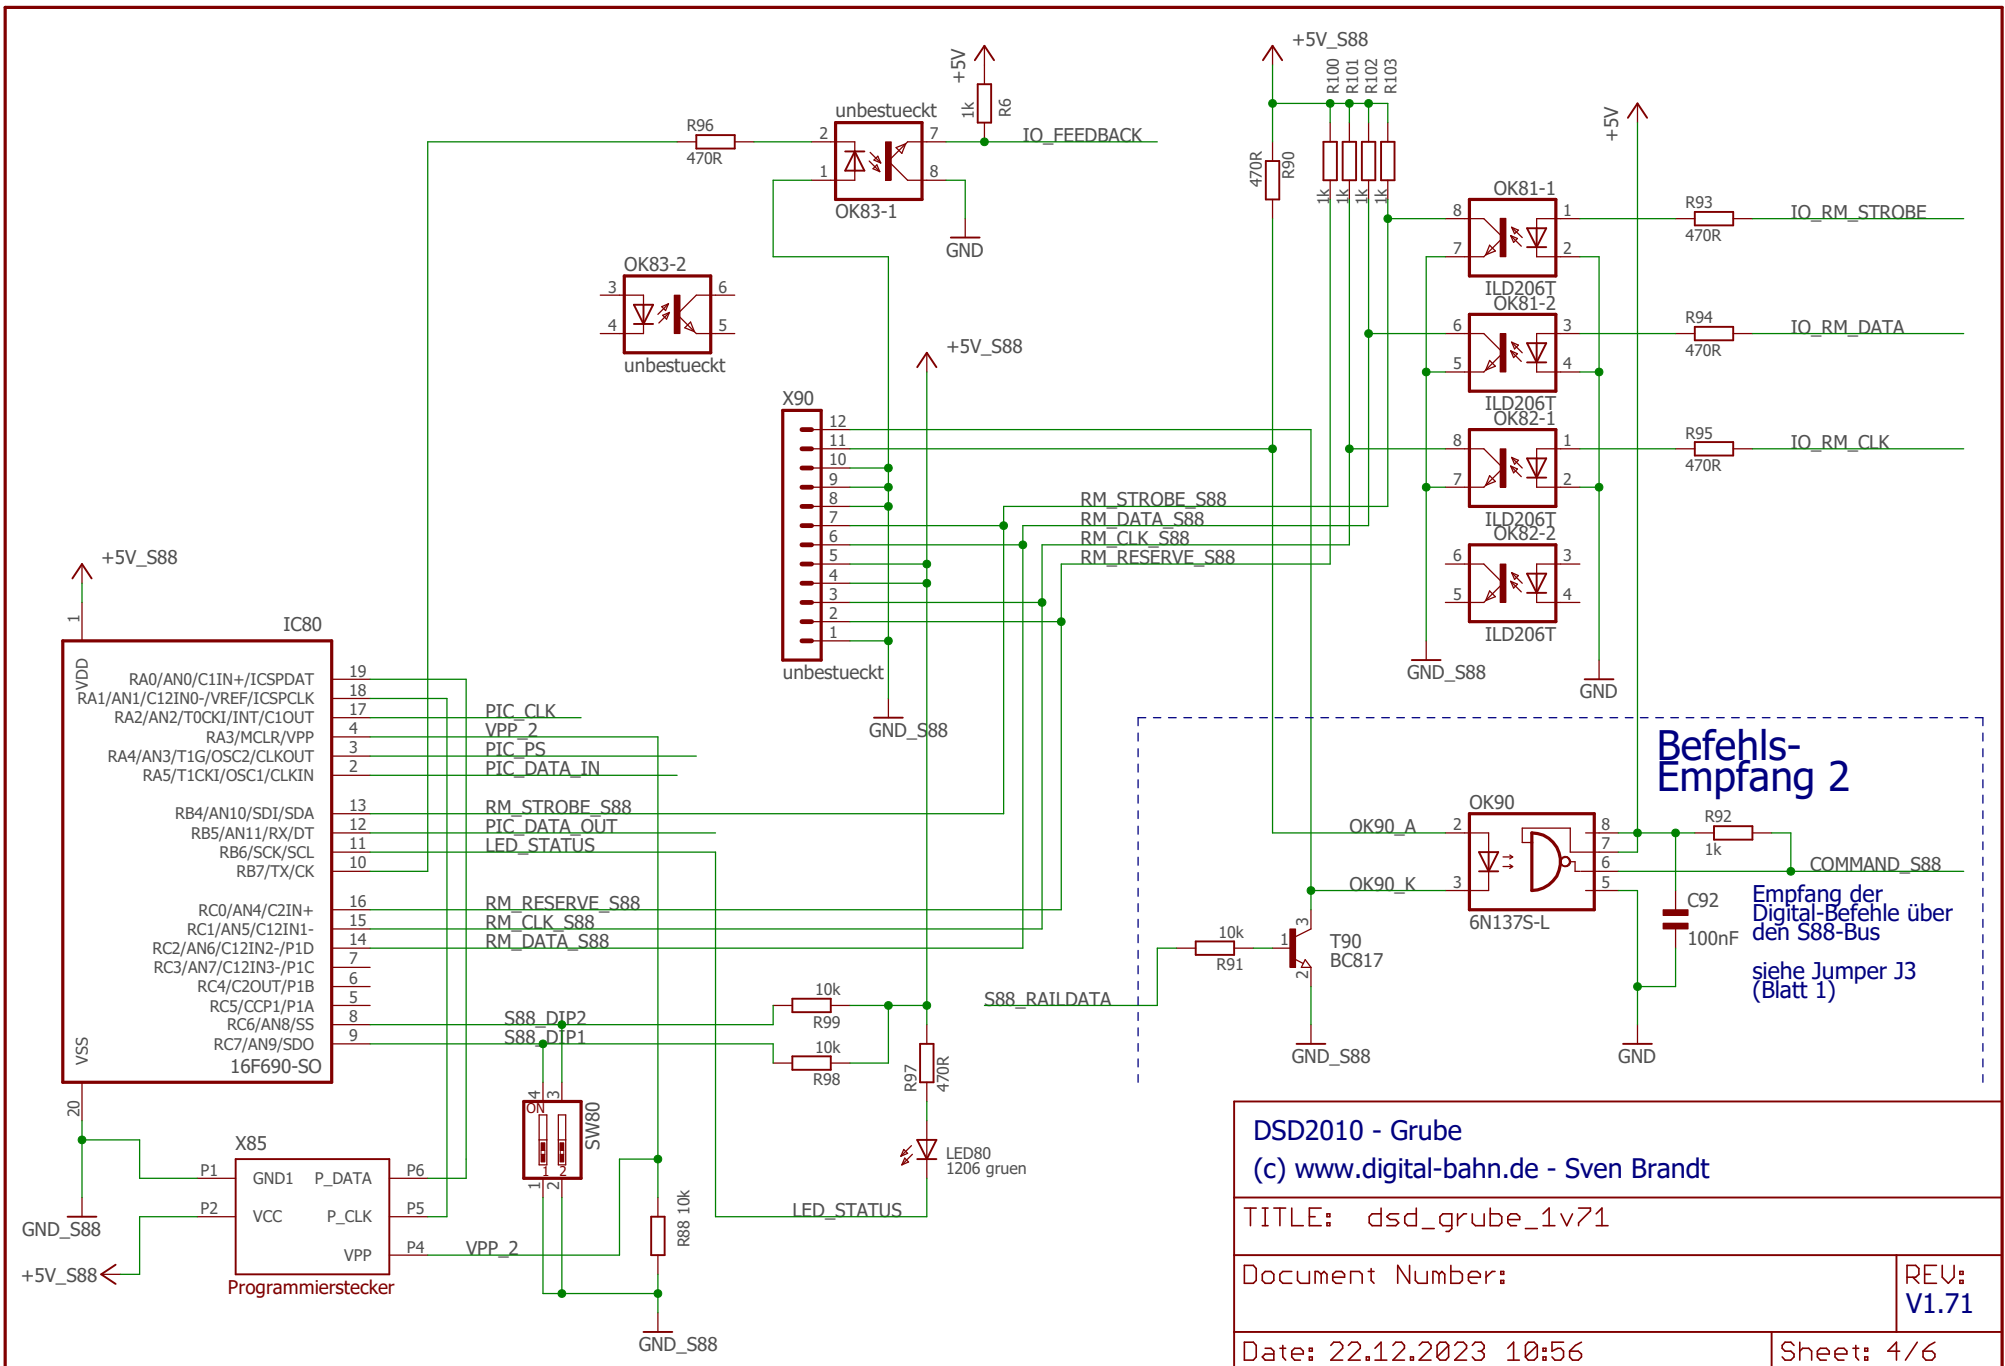 +5V_S88
R100
R101
R102
R103
+5V
1k
R6
unbestueckt
2
7
1
8
OK83-1
IO_FEEDBACK
GND
R96
470R
470R
R90
1k
1k
1k
1k
+5V
OK81-1
8
1
7
2
ILD206T
R93
470R
IO_RM_STROBE
OK81-2
6
3
5
4
ILD206T
R94
470R
IO_RM_DATA
OK82-1
8
1
7
2
ILD206T
R95
470R
IO_RM_CLK
OK82-2
6
3
5
4
ILD206T
GND_S88
GND
OK83-2
3
6
4
5
unbestueckt
+5V_S88
X90
12
11
10
9
8
7
6
5
4
3
2
1
unbestueckt
GND_S88
RM_STROBE_S88
RM_DATA_S88
RM_CLK_S88
RM_RESERVE_S88
+5V_S88
1
IC80
VDD
RA0/AN0/C1IN+/ICSPDAT 19
RA1/AN1/C12IN0-/VREF/ICSPCLK 18
RA2/AN2/T0CKI/INT/C1OUT 17 PIC_CLK
RA3/MCLR/VPP 4 VPP_2
RA4/AN3/T1G/OSC2/CLKOUT 3 PIC_PS
RA5/T1CKI/OSC1/CLKIN 2 PIC_DATA_IN
RB4/AN10/SDI/SDA 13 RM_STROBE_S88
RB5/AN11/RX/DT 12 PIC_DATA_OUT
RB6/SCK/SCL 11 LED_STATUS
RB7/TX/CK 10
RC0/AN4/C2IN+ 16 RM_RESERVE_S88
RC1/AN5/C12IN1- 15 RM_CLK_S88
RC2/AN6/C12IN2-/P1D 14 RM_DATA_S88
RC3/AN7/C12IN3-/P1C 7
RC4/C2OUT/P1B 6
RC5/CCP1/P1A 5
RC6/AN8/SS 8 S88_DIP2
RC7/AN9/SDO 9 S88_DIP1
VSS
16F690-SO
20
10k
R99
10k
R98
R97
470R
LED80
1206 gruen
LED_STATUS
4
3
ON
1
2
SW80
1
2
R88 10k
GND_S88
X85
P1
GND1
P_DATA
P6
P2
VCC
P_CLK
P5
VPP
P4
VPP_2
Programmierstecker
GND_S88
+5V_S88
Befehls-
Empfang 2
OK90
OK90_A
2
8
7
6
OK90_K
3
5
6N137S-L
R92
1k
COMMAND_S88
C92
100nF
Empfang der
Digital-Befehle über
den S88-Bus
siehe Jumper J3
(Blatt 1)
10k
R91
1
3
2
T90
BC817
S88_RAILDATA
GND_S88
GND
DSD2010 - Grube
(c) www.digital-bahn.de - Sven Brandt
TITLE: dsd_grube_1v71
Document Number:
REV:
V1.71
Date: 22.12.2023 10:56
Sheet: 4/6